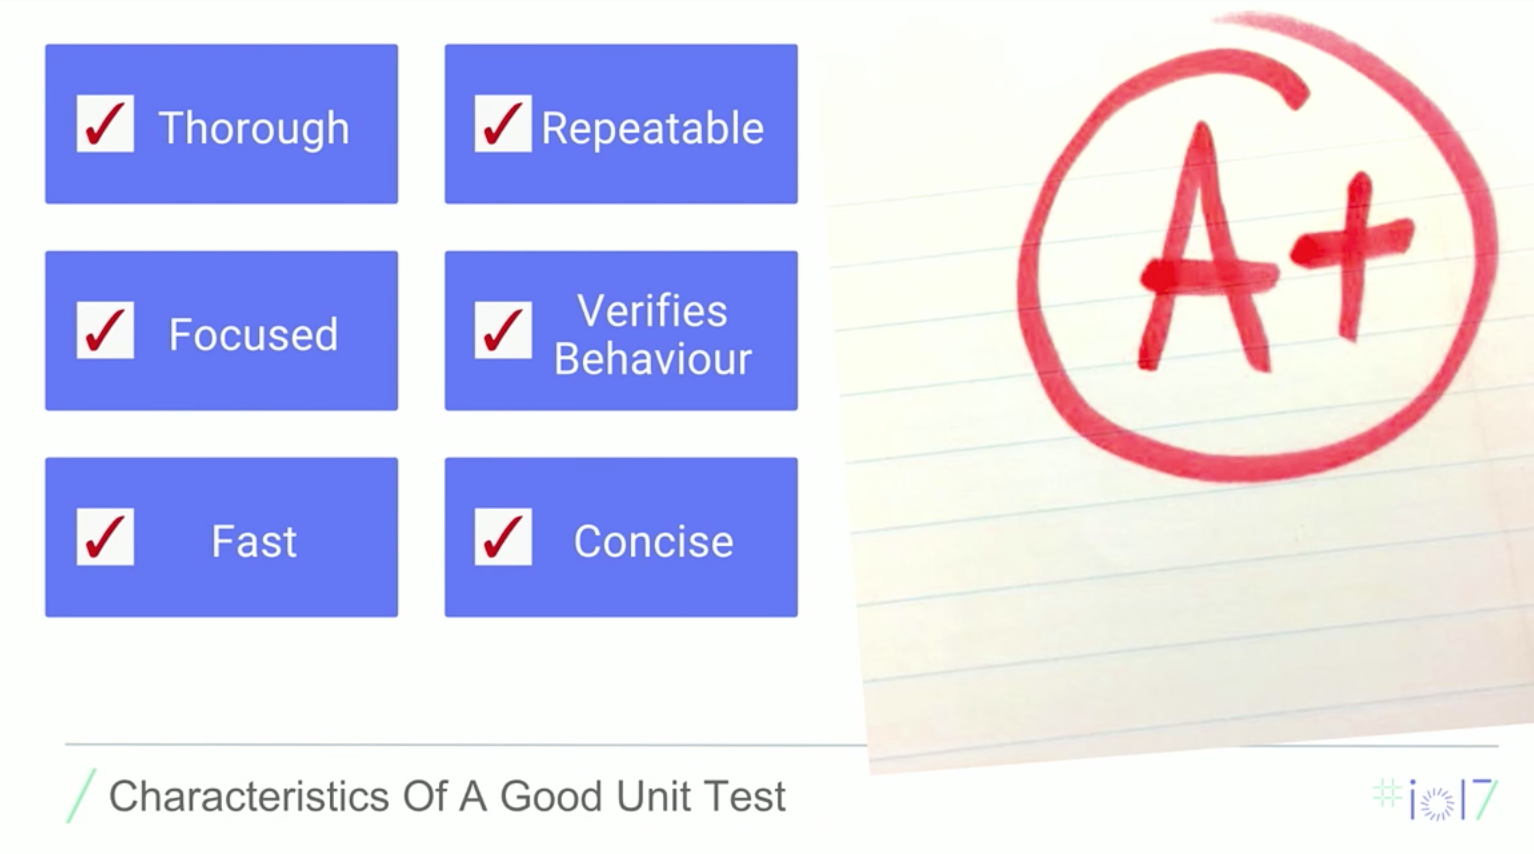 Thorough
Repeatable
Focused
Verifies
Behaviour
Fast
Concise
A+
Characteristics Of A Good Unit Test
#io17